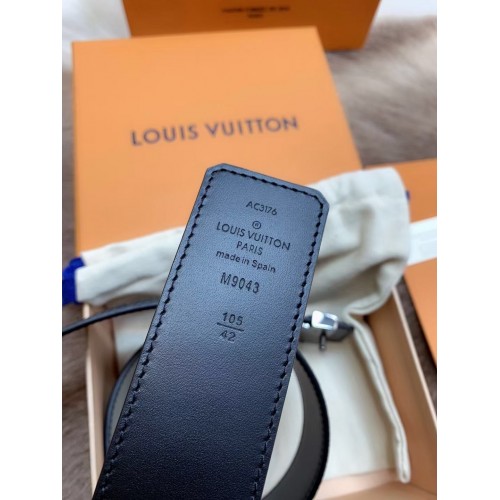 LOUIS VUITTON
AC3176
®
LOUIS VUITTON
PARIS
made in Spain
M9043
105
42